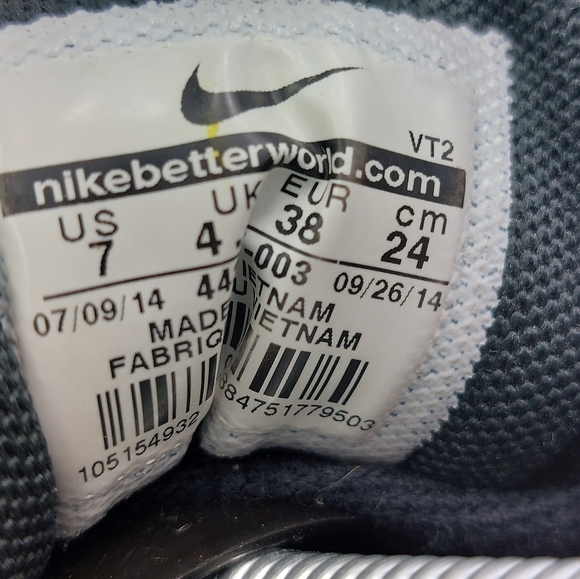 VT2
nikebetterworld.com
US UK EUR cm
7 4 38 24
07/09/14 44 -003 09/26/14
MADE VIETNAM
FABRIQ VIETNAM
105154932 884751779503